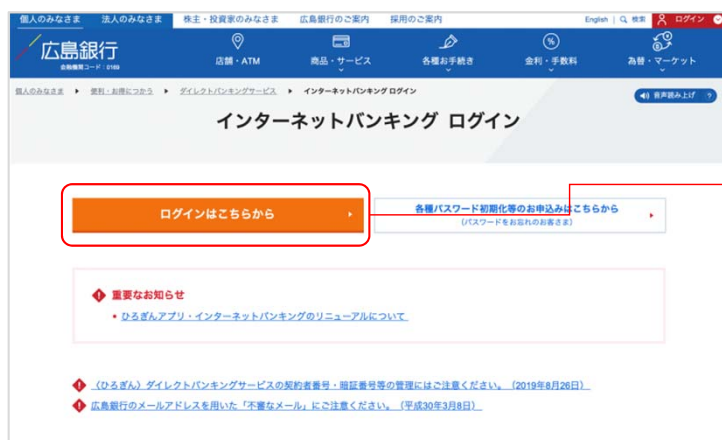 個人のみなさま 法人のみなさま 株主・投資家のみなさま 広島銀行のご案内 採用のご案内 English 検索 ログイン
広島銀行
金融機関コード:0169
店舗・ATM 商品・サービス 各種お手続き 金利・手数料 為替・マーケット
個人のみなさま ▶ 便利・お得につかう ▶ ダイレクトバンキングサービス ▶ インターネットバンキング ログイン
音声読み上げ ?
インターネットバンキング ログイン
ログインはこちらから
各種パスワード初期化等のお申込みはこちらから
(パスワードをお忘れのお客さま)
重要なお知らせ
・ひろぎんアプリ・インターネットバンキングのリニューアルについて
〈ひろぎん〉ダイレクトバンキングサービスの契約者番号・暗証番号等の管理にはご注意ください。(2019年8月26日)
広島銀行のメールアドレスを用いた「不審なメール」にご注意ください。(平成30年3月8日)